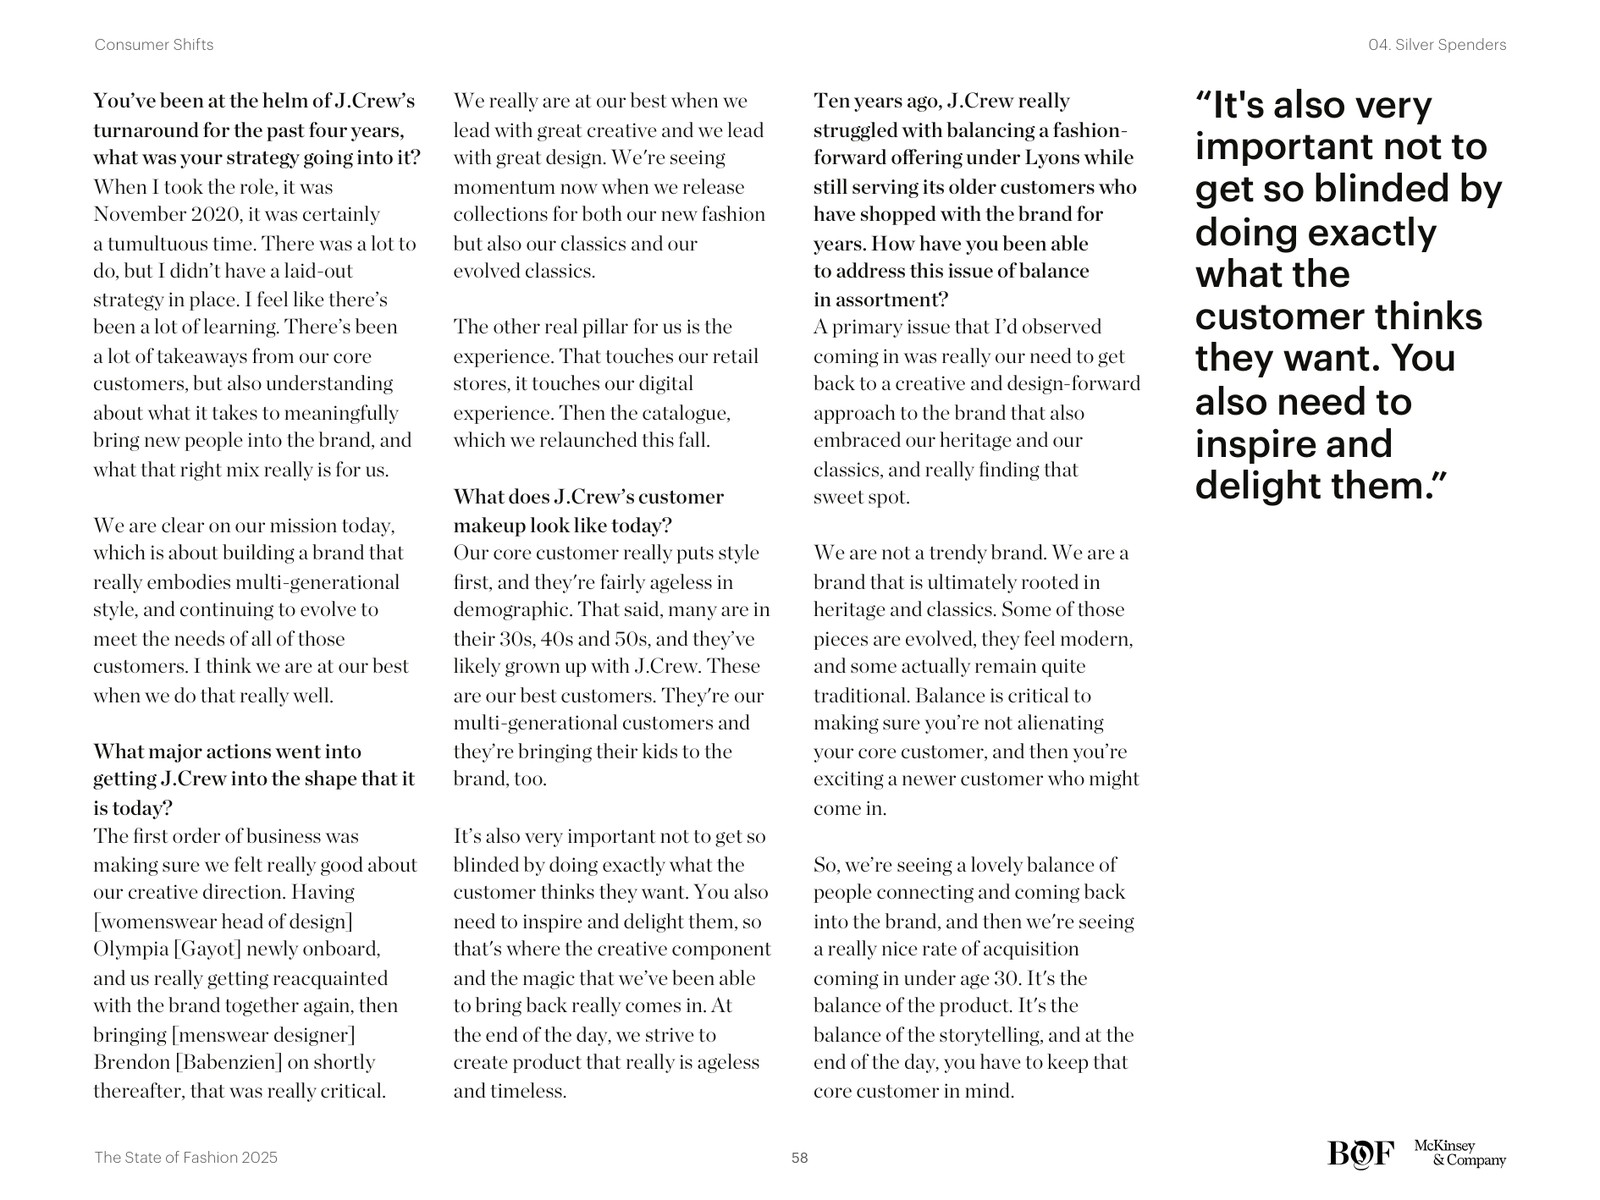 Consumer Shifts
04. Silver Spenders
You’ve been at the helm of J.Crew’s
turnaround for the past four years,
what was your strategy going into it?
When I took the role, it was
November 2020, it was certainly
a tumultuous time. There was a lot to
do, but I didn’t have a laid-out
strategy in place. I feel like there’s
been a lot of learning. There’s been
a lot of takeaways from our core
customers, but also understanding
about what it takes to meaningfully
bring new people into the brand, and
what that right mix really is for us.
We are clear on our mission today,
which is about building a brand that
really embodies multi-generational
style, and continuing to evolve to
meet the needs of all of those
customers. I think we are at our best
when we do that really well.
What major actions went into
getting J.Crew into the shape that it
is today?
The first order of business was
making sure we felt really good about
our creative direction. Having
[womenswear head of design]
Olympia [Gayot] newly onboard,
and us really getting reacquainted
with the brand together again, then
bringing [menswear designer]
Brendon [Babenzien] on shortly
thereafter, that was really critical.
We really are at our best when we
lead with great creative and we lead
with great design. We're seeing
momentum now when we release
collections for both our new fashion
but also our classics and our
evolved classics.
The other real pillar for us is the
experience. That touches our retail
stores, it touches our digital
experience. Then the catalogue,
which we relaunched this fall.
What does J.Crew’s customer
makeup look like today?
Our core customer really puts style
first, and they're fairly ageless in
demographic. That said, many are in
their 30s, 40s and 50s, and they’ve
likely grown up with J.Crew. These
are our best customers. They're our
multi-generational customers and
they’re bringing their kids to the
brand, too.
It’s also very important not to get so
blinded by doing exactly what the
customer thinks they want. You also
need to inspire and delight them, so
that's where the creative component
and the magic that we’ve been able
to bring back really comes in. At
the end of the day, we strive to
create product that really is ageless
and timeless.
Ten years ago, J.Crew really
struggled with balancing a fashion-
forward offering under Lyons while
still serving its older customers who
have shopped with the brand for
years. How have you been able
to address this issue of balance
in assortment?
A primary issue that I’d observed
coming in was really our need to get
back to a creative and design-forward
approach to the brand that also
embraced our heritage and our
classics, and really finding that
sweet spot.
We are not a trendy brand. We are a
brand that is ultimately rooted in
heritage and classics. Some of those
pieces are evolved, they feel modern,
and some actually remain quite
traditional. Balance is critical to
making sure you’re not alienating
your core customer, and then you’re
exciting a newer customer who might
come in.
So, we’re seeing a lovely balance of
people connecting and coming back
into the brand, and then we're seeing
a really nice rate of acquisition
coming in under age 30. It's the
balance of the product. It's the
balance of the storytelling, and at the
end of the day, you have to keep that
core customer in mind.
“It's also very
important not to
get so blinded by
doing exactly
what the
customer thinks
they want. You
also need to
inspire and
delight them.”
The State of Fashion 2025
58
BOF
McKinsey
& Company